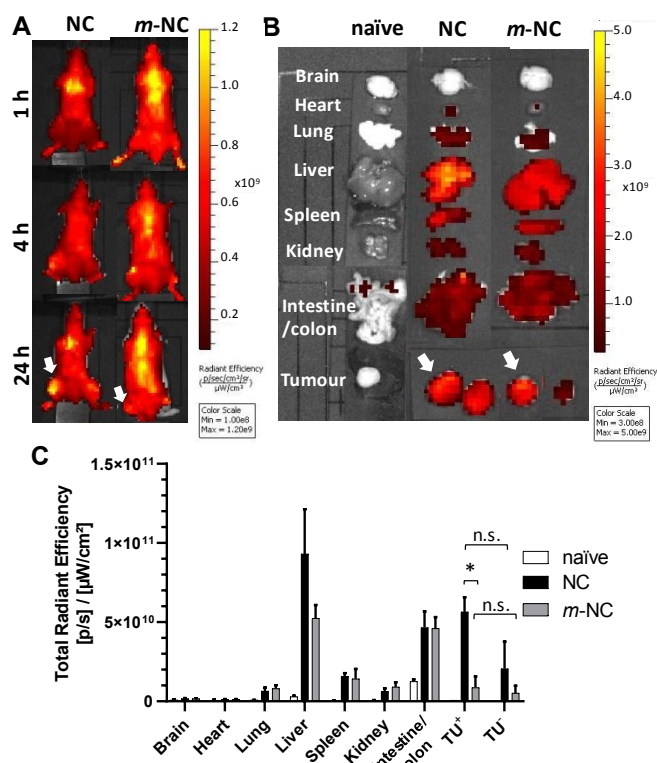 A
NC
m-NC
1 h
4 h
24 h
1.2
1.0
0.8
x10⁹
0.6
0.4
0.2
Radiant Efficiency
(p/sec/cm²/sr
μW/cm²)
Color Scale
Min = 1.00e8
Max = 1.20e9
B
naïve
NC
m-NC
Brain
Heart
Lung
Liver
Spleen
Kidney
Intestine
/colon
Tumour
5.0
4.0
3.0
x10⁹
2.0
1.0
Radiant Efficiency
(p/sec/cm²/sr
μW/cm²)
Color Scale
Min = 3.00e8
Max = 5.00e9
C
Total Radiant Efficiency
[p/s] / [μW/cm²]
1.5×10¹¹
1×10¹¹
5×10¹⁰
0
n.s.
*
n.s.
naïve
NC
m-NC
Brain
Heart
Lung
Liver
Spleen
Kidney
ntestine/
colon
TU⁺
TU⁻